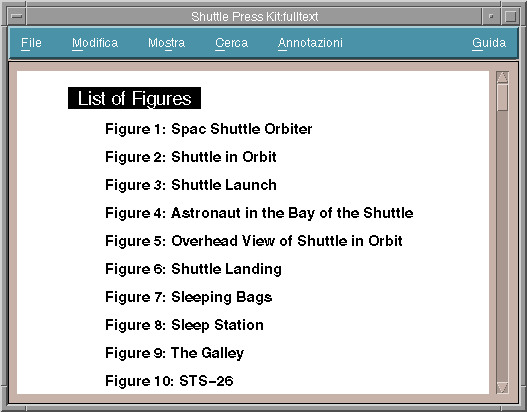 Shuttle Press Kit:fulltext
File Modifica Mostra Cerca Annotazioni Guida
List of Figures
Figure 1: Spac Shuttle Orbiter
Figure 2: Shuttle in Orbit
Figure 3: Shuttle Launch
Figure 4: Astronaut in the Bay of the Shuttle
Figure 5: Overhead View of Shuttle in Orbit
Figure 6: Shuttle Landing
Figure 7: Sleeping Bags
Figure 8: Sleep Station
Figure 9: The Galley
Figure 10: STS-26